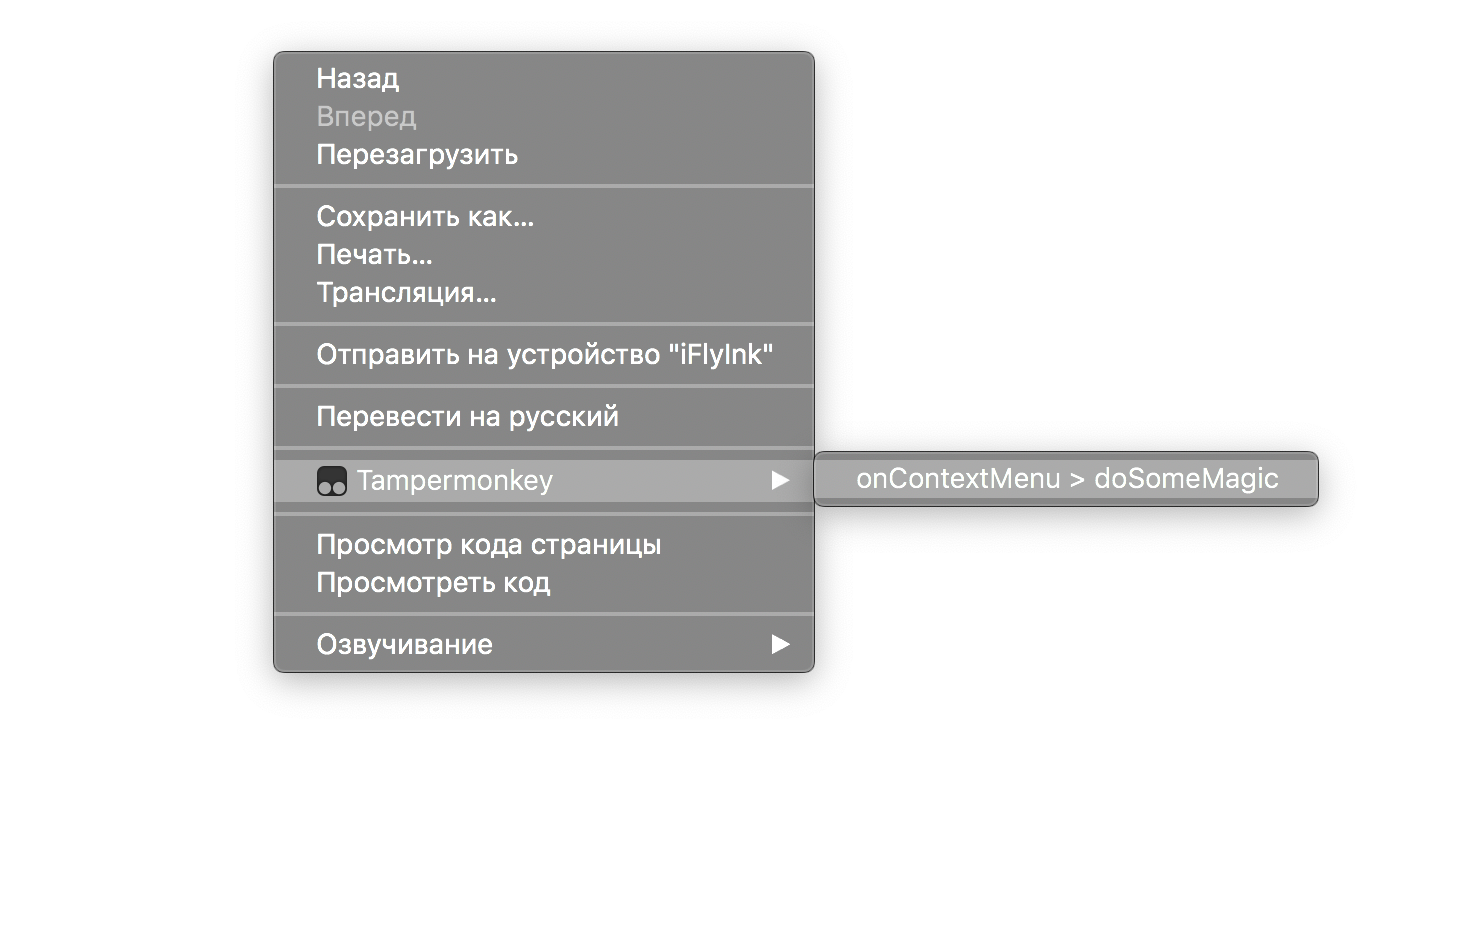 Назад
Вперед
Перезагрузить
Сохранить как...
Печать...
Трансляция...
Отправить на устройство "iFlyInk"
Перевести на русский
Tampermonkey
onContextMenu > doSomeMagic
Просмотр кода страницы
Просмотреть код
Озвучивание